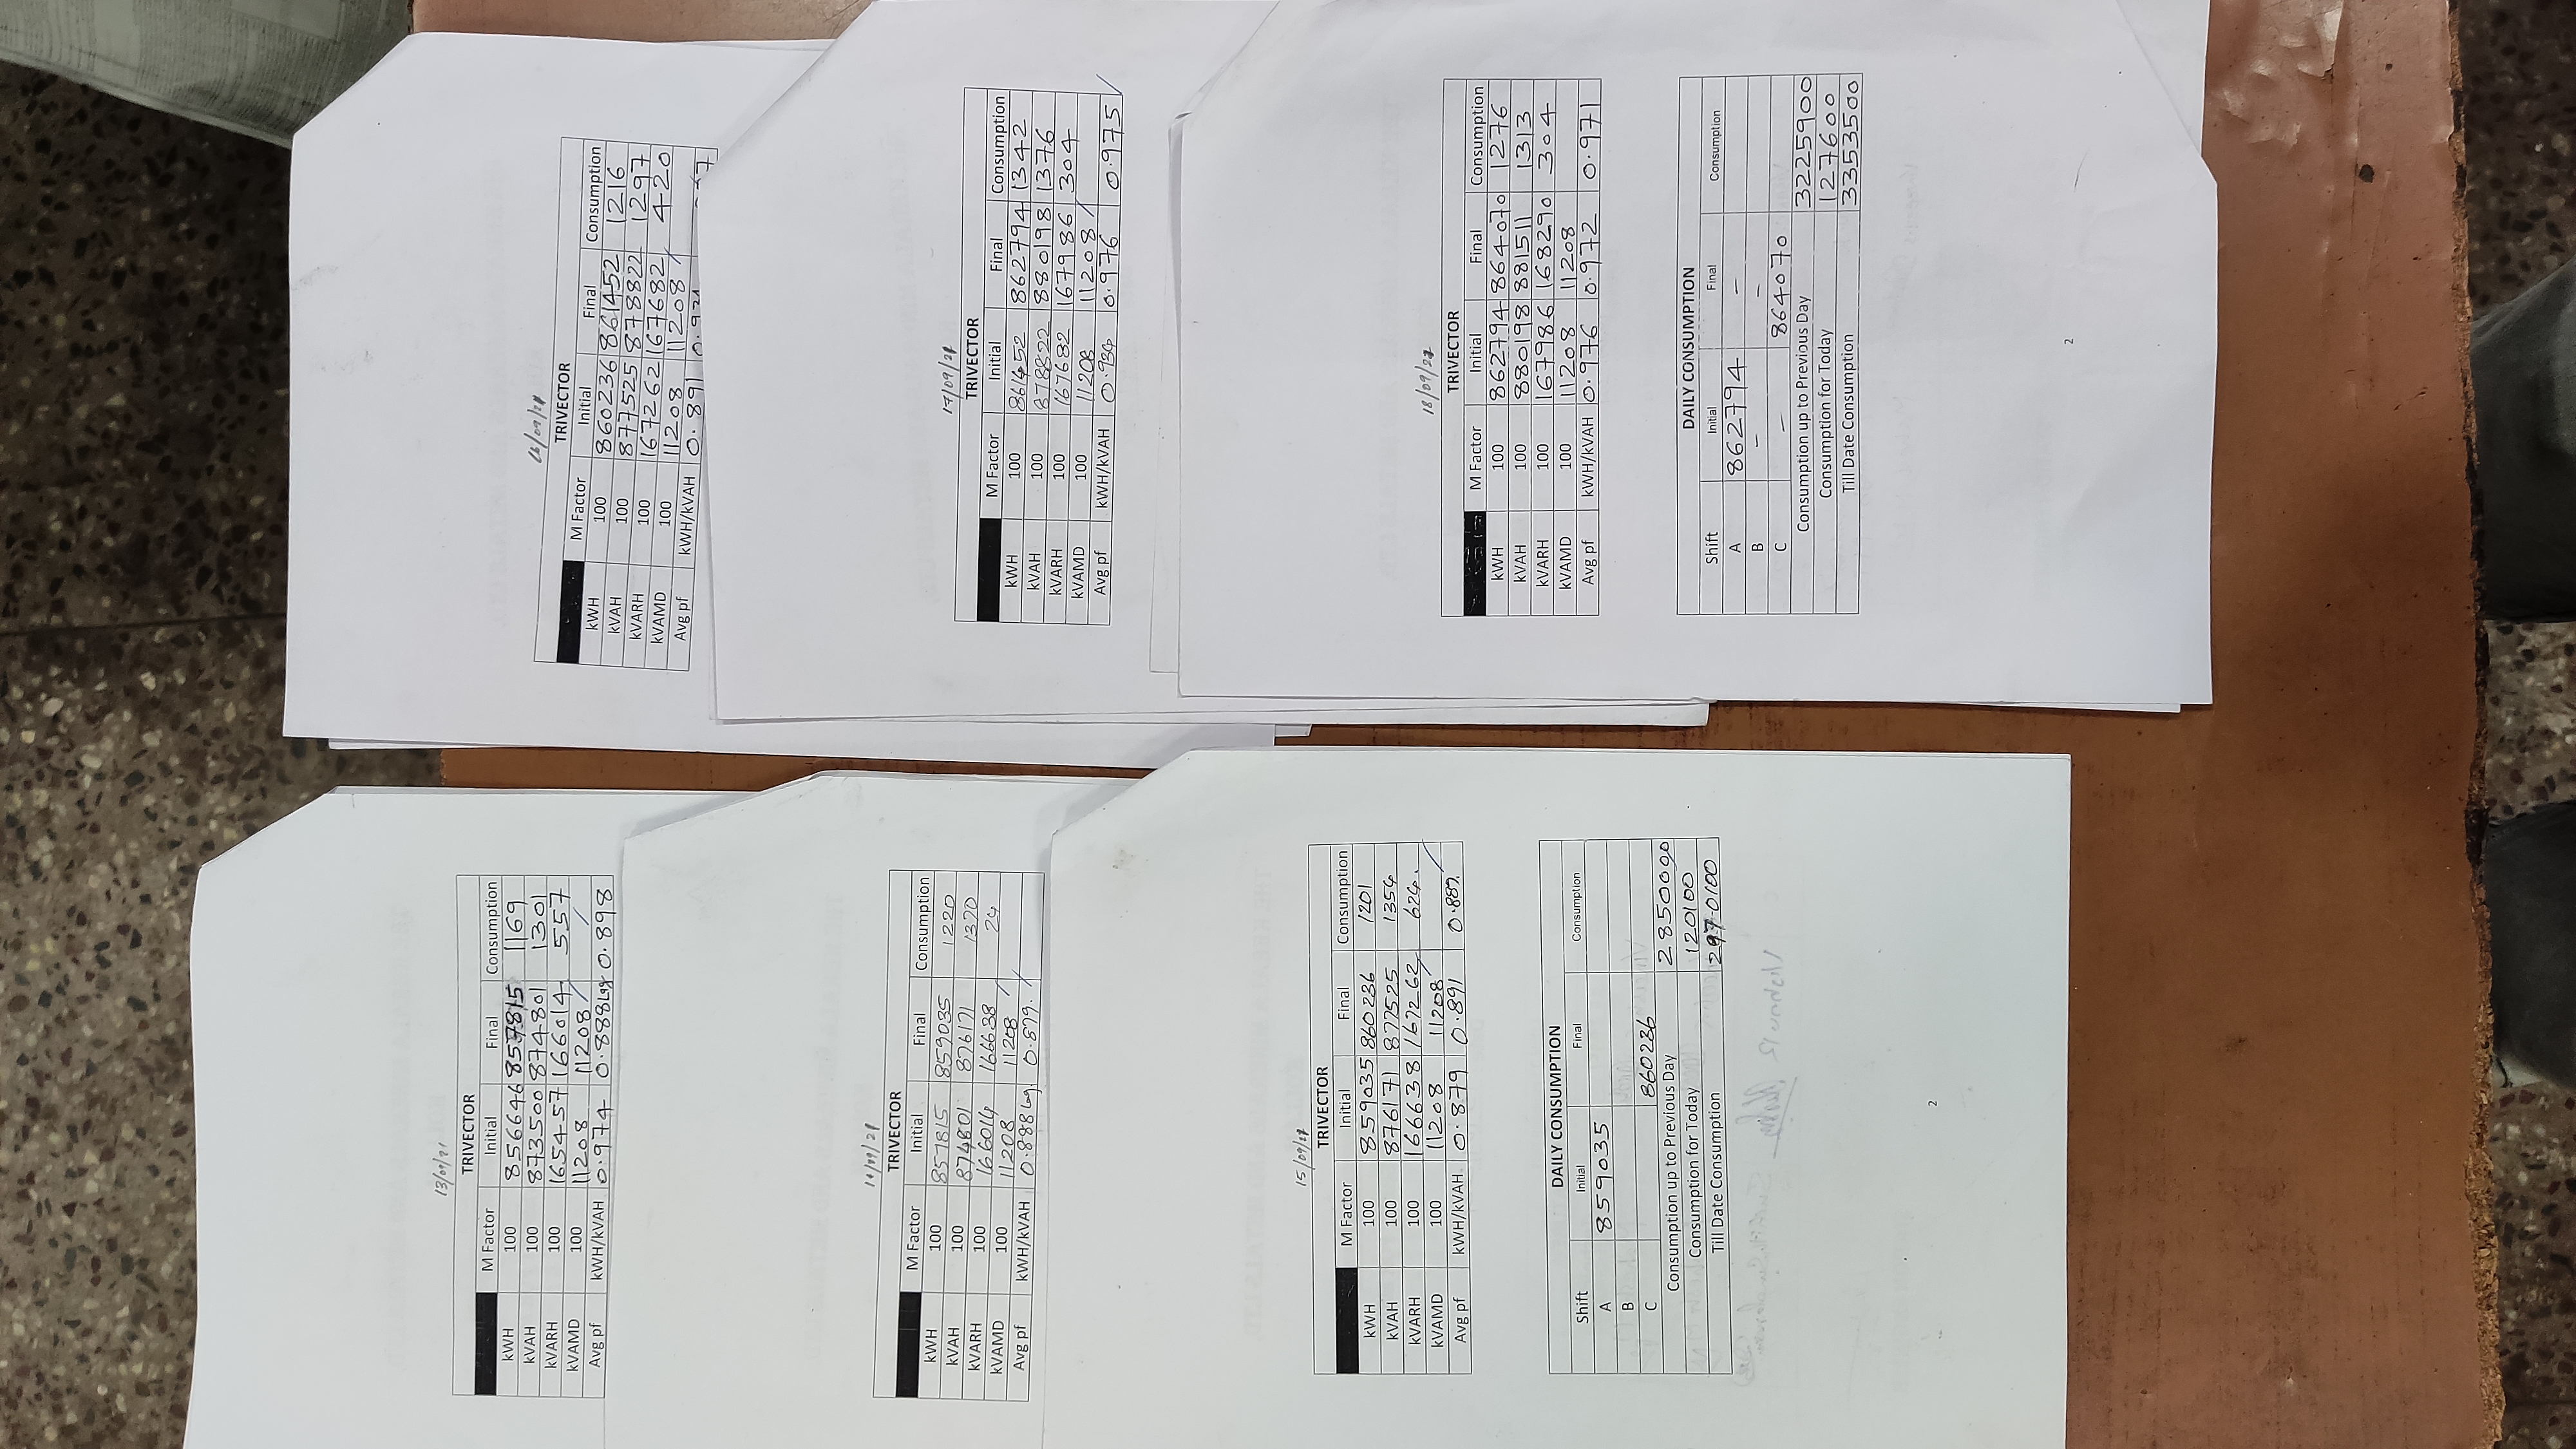 13/09/21
TRIVECTOR
M Factor Initial Final Consumption
kWH 100 856646 857815 1169
kVAH 100 873500 874801 1301
kVARH 100 165457 166014 557
kVAMD 100 11208 11208
Avg pf kWH/kVAH 0.974 0.888Lag 0.898
14/09/21
TRIVECTOR
M Factor Initial Final Consumption
kWH 100 857815 859035 1220
kVAH 100 874801 876171 1370
kVARH 100 166014 166638 24
kVAMD 100 11208 11208
Avg pf kWH/kVAH 0.888 Lag 0.879.
15/09/21
TRIVECTOR
M Factor Initial Final Consumption
kWH 100 859035 860236 1201
kVAH 100 876171 877525 1354
kVARH 100 166638 167262 624.
kVAMD 100 11208 11208
Avg pf kWH/kVAH 0.879 0.891 0.887.
DAILY CONSUMPTION
Shift Initial Final Consumption
A 859035
B
C 860236
Consumption up to Previous Day 2850000
Consumption for Today 120100
Till Date Consumption 2970100
2
16/09/21
TRIVECTOR
M Factor Initial Final Consumption
kWH 100 860236 861452 1216
kVAH 100 877525 878822 1297
kVARH 100 167262 167682 420
kVAMD 100 11208 11208
Avg pf kWH/kVAH 0.891
17/09/21
TRIVECTOR
M Factor Initial Final Consumption
kWH 100 861452 862794 1342
kVAH 100 878822 880198 1376
kVARH 100 167682 167986 304
kVAMD 100 11208 11208
Avg pf kWH/kVAH 0.934 0.976 0.975
18/09/21
TRIVECTOR
M Factor Initial Final Consumption
kWH 100 862794 864070 1276
kVAH 100 880198 881511 1313
kVARH 100 167986 168290 304
kVAMD 100 11208 11208
Avg pf kWH/kVAH 0.976 0.972 0.971
DAILY CONSUMPTION
Shift Initial Final Consumption
A 862794 –
B – –
C – 864070
Consumption up to Previous Day 3225900
Consumption for Today 127600
Till Date Consumption 3353500
2